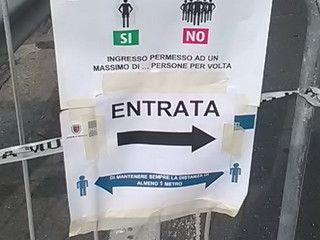 SI NO
INGRESSO PERMESSO AD UN
MASSIMO DI ... PERSONE PER VOLTA
ENTRATA
DI MANTENERE SEMPRE LA DISTANZA DI
ALMENO 1 METRO